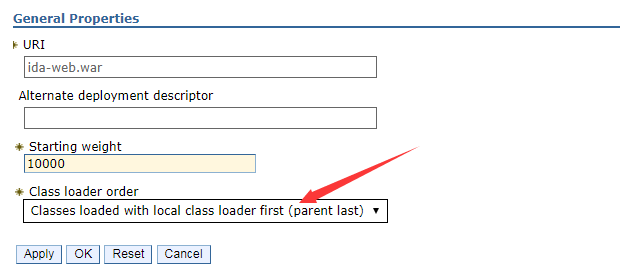 General Properties
URI
ida-web.war
Alternate deployment descriptor
Starting weight
10000
Class loader order
Classes loaded with local class loader first (parent last)
Apply OK Reset Cancel